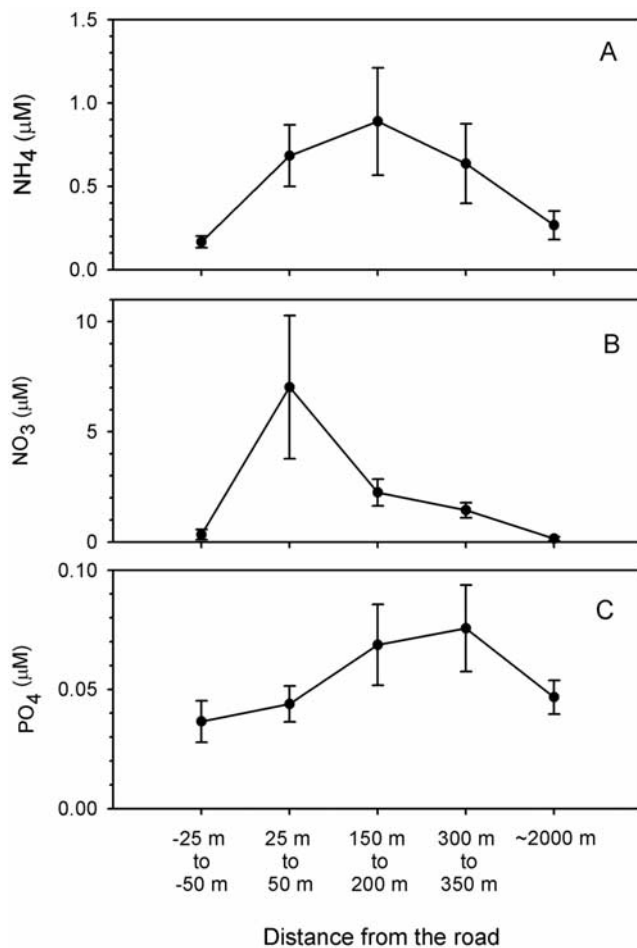 1.5
A
1.0
NH4 (µM)
0.5
0.0
10
B
NO3 (µM)
5
0
0.10
C
PO4 (µM)
0.05
0.00
-25 m 25 m 150 m 300 m ~2000 m
to to to to
-50 m 50 m 200 m 350 m
Distance from the road